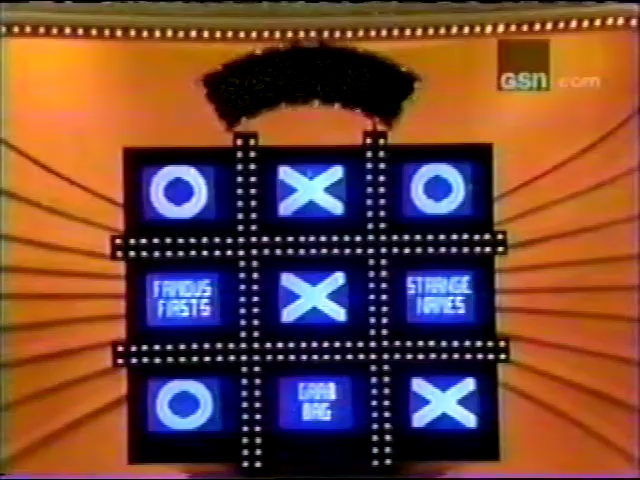 GSN.com
O X O
FAMOUS
FIRSTS
X
STRANGE
NAMES
O
GRAB
BAG
X